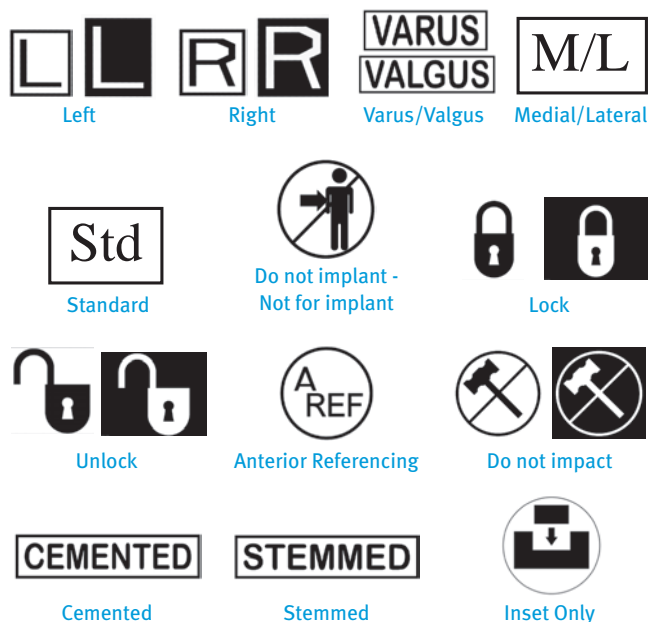 L L R R VARUS M/L
VALGUS
Left Right Varus/Valgus Medial/Lateral
Std
Do not implant -
Standard Not for implant Lock
A
REF
Unlock Anterior Referencing Do not impact
CEMENTED STEMMED
Cemented Stemmed Inset Only